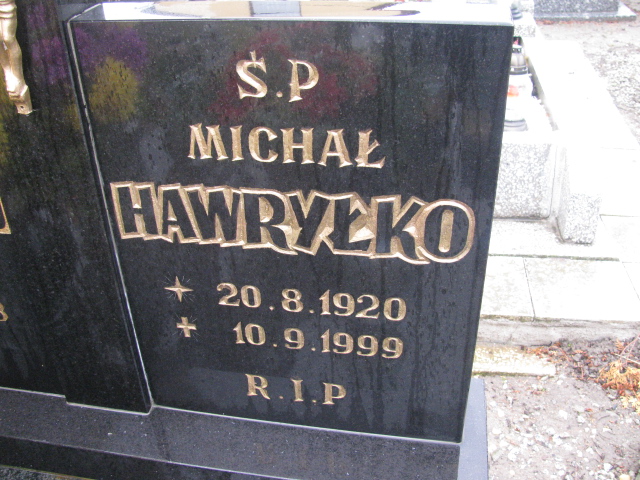 Ś.P
MICHAŁ
HAWRYŁKO
20.8.1920
10.9.1999
R.I.P